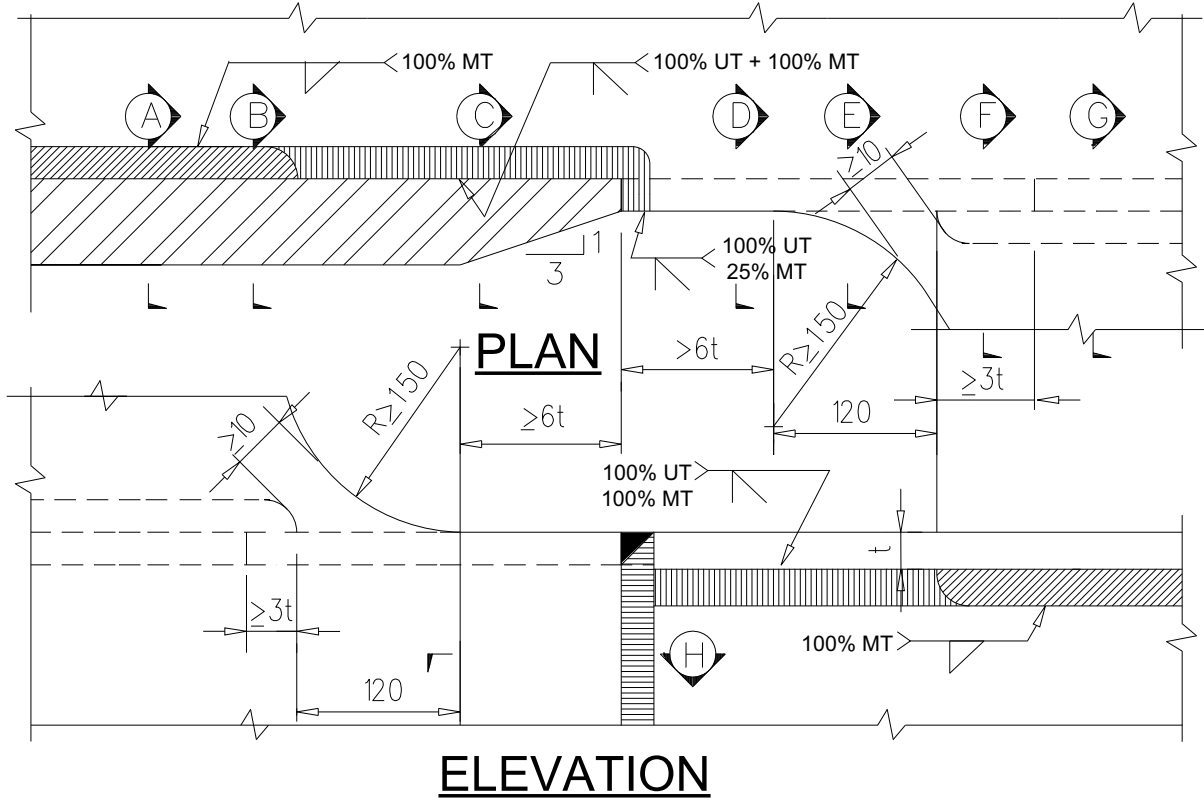 100% MT
100% UT + 100% MT
A
B
C
D
E
F
G
≥10
1
3
100% UT
25% MT
PLAN
>6t
R≥150
≥3t
120
≥10
R≥150
≥6t
100% UT
100% MT
t
≥3t
120
H
100% MT
ELEVATION